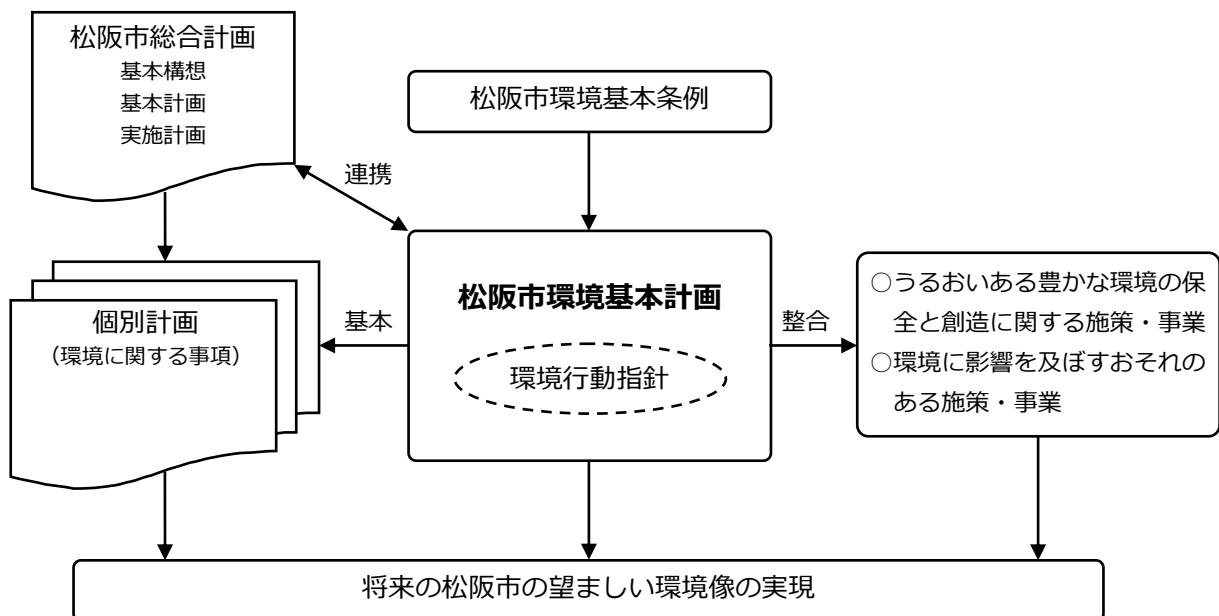 松阪市総合計画
基本構想
基本計画
実施計画
松阪市環境基本条例
連携
松阪市環境基本計画
環境行動指針
基本
整合
個別計画
（環境に関する事項）
○うるおいある豊かな環境の保
全と創造に関する施策・事業
○環境に影響を及ぼすおそれの
ある施策・事業
将来の松阪市の望ましい環境像の実現